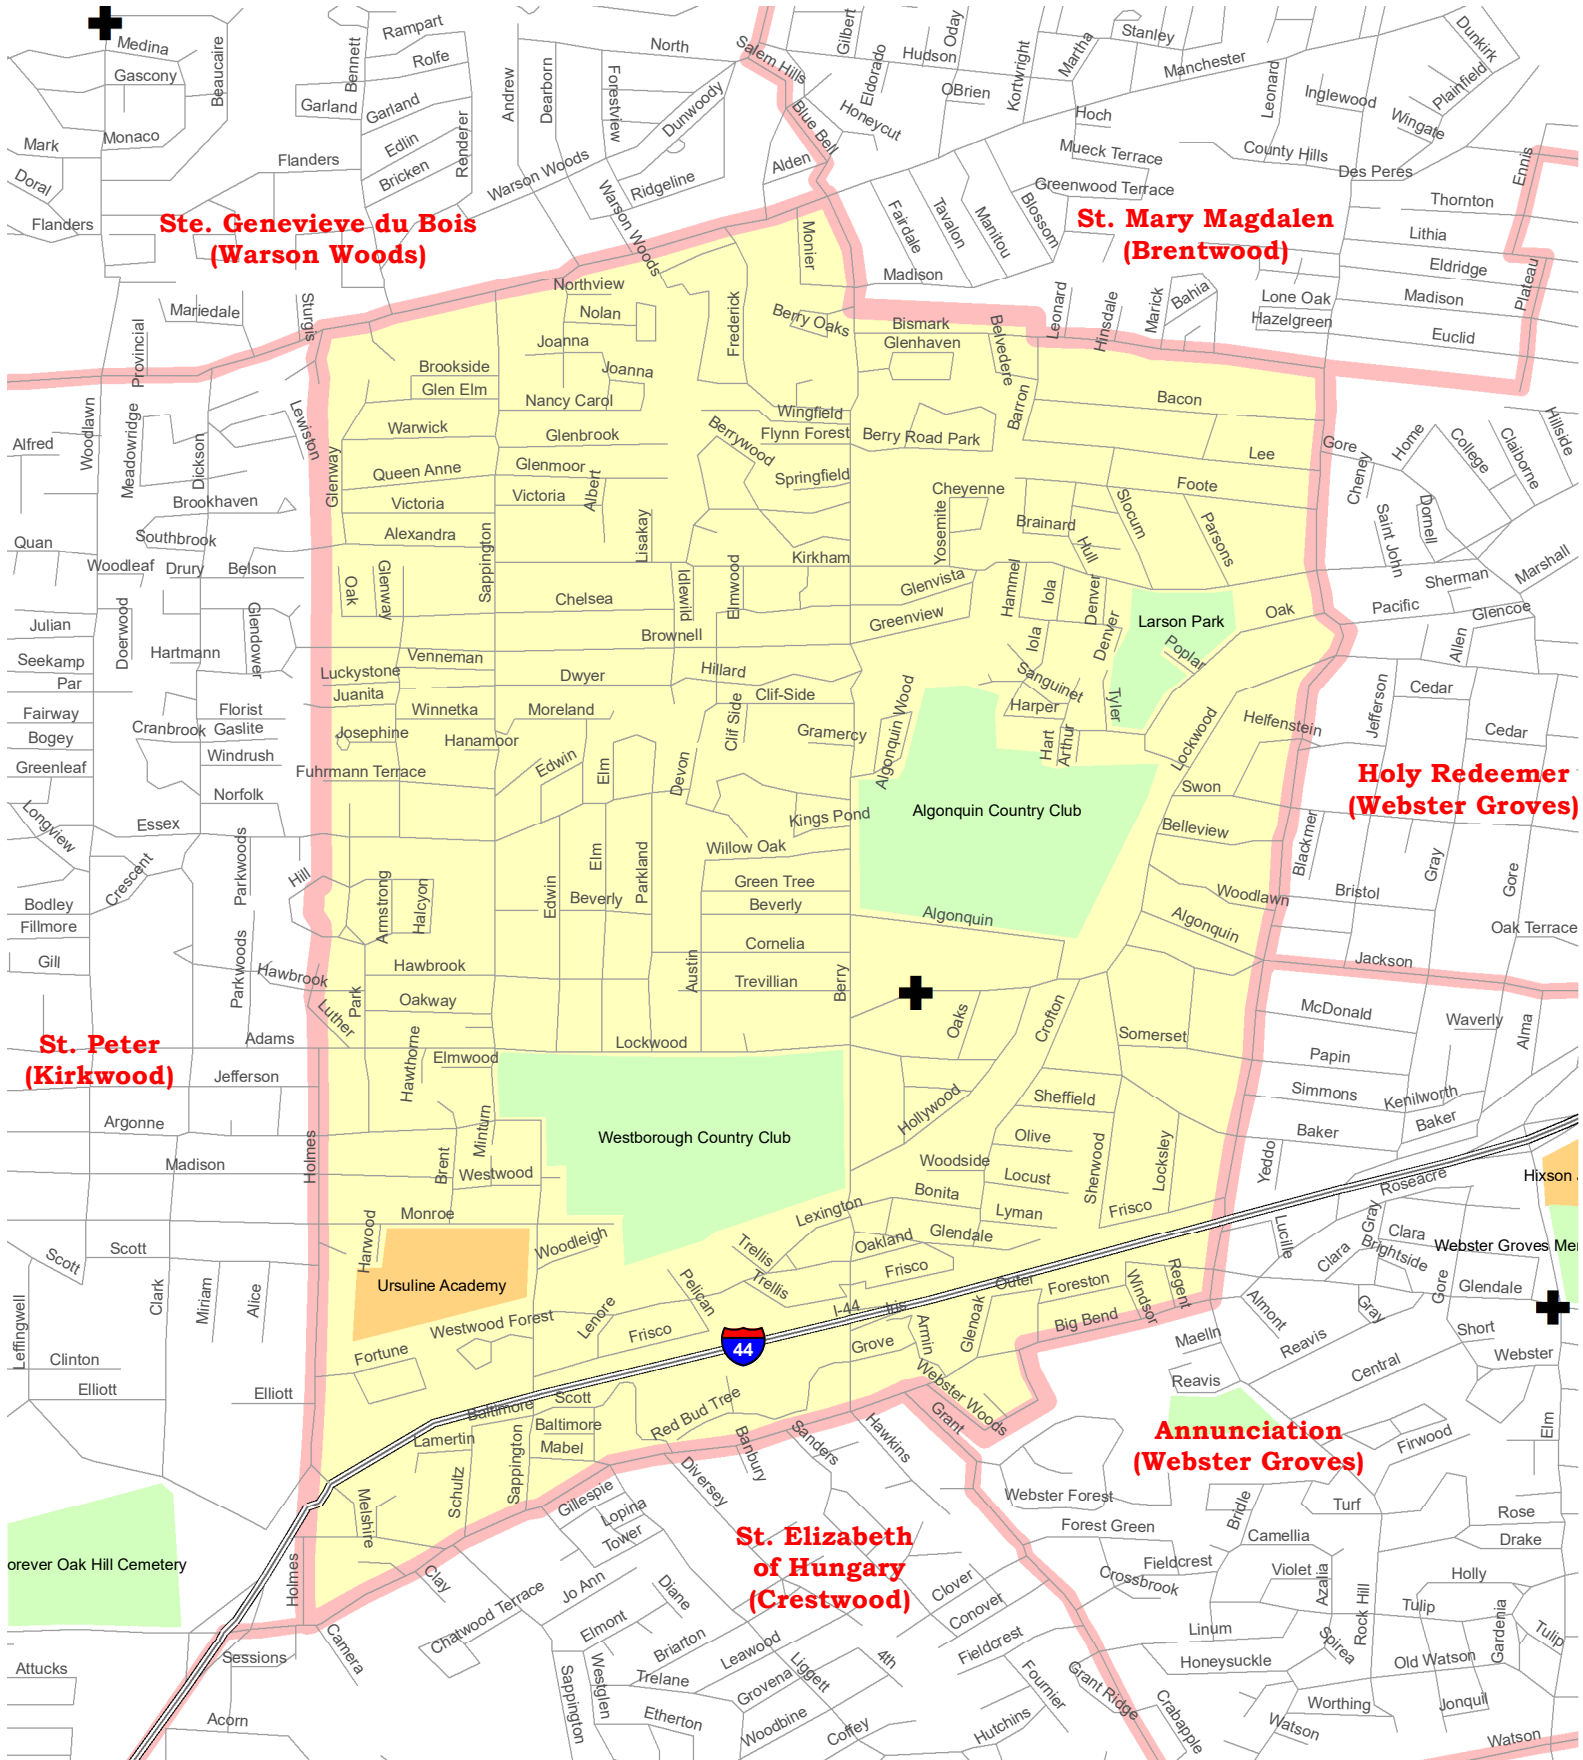 Medina
Gascony
Beaucaire
Bennett
Rampart
Rolfe
Garland
Garland
Edlin
Bricken
Renderer
Flanders
Monaco
Mark
Doral
Flanders
Andrew
Dearborn
Forestview
North
Dunwoody
Warson Woods
Ridgeline
Warson Woods
Salem Hills
Blue Bell
Alden
Honeycut
Gilbert
Eldorado
Hudson
Oday
OBrien
Kortwright
Martha
Stanley
Manchester
Leonard
Hoch
Mueck Terrace
Greenwood Terrace
Inglewood
Dunkirk
Plainfield
Wingate
County Hills
Des Peres
Ennis
Thornton
Lithia
Eldridge
Madison
Plateau
Euclid
Lone Oak
Hazelgreen
Fairdale
Tavalon
Manitou
Blossom
Madison
Leonard
Hinsdale
Marick
Bahia
Ste. Genevieve du Bois
(Warson Woods)
St. Mary Magdalen
(Brentwood)
Mariedale
Sturgis
Provincial
Northview
Nolan
Monier
Frederick
Berry Oaks
Bismark
Glenhaven
Belvedere
Barron
Joanna
Joanna
Brookside
Glen Elm
Nancy Carol
Wingfield
Flynn Forest
Berry Road Park
Bacon
Lee
Foote
Gore
Cheney
Home
College
Claiborne
Hillside
Alfred
Woodlawn
Meadowridge
Dickson
Lewiston
Glenway
Warwick
Glenbrook
Berrywood
Springfield
Queen Anne
Glenmoor
Albert
Victoria
Victoria
Alexandra
Sappington
Lisakay
Cheyenne
Yosemite
Brainard
Hull
Slocum
Parsons
Saint John
Dornell
Marshall
Brookhaven
Southbrook
Quan
Woodleaf
Drury
Belson
Oak
Glenway
Chelsea
Idlewild
Elmwood
Kirkham
Glenvista
Greenview
Hammel
Iola
Denver
Iola
Denver
Larson Park
Poplar
Oak
Sherman
Pacific
Glencoe
Allen
Julian
Doerwood
Glendower
Hartmann
Seekamp
Par
Brownell
Venneman
Luckystone
Dwyer
Hillard
Juanita
Clif-Side
Clif Side
Sanguinet
Harper
Tyler
Hart
Arthur
Lockwood
Helfenstein
Jefferson
Cedar
Cedar
Fairway
Bogey
Greenleaf
Cranbrook
Florist
Gaslite
Windrush
Norfolk
Josephine
Winnetka
Moreland
Hanamoor
Gramercy
Algonquin Wood
Fuhrmann Terrace
Edwin
Elm
Devon
Swon
Holy Redeemer
(Webster Groves)
Algonquin Country Club
Kings Pond
Belleview
Blackmer
Longview
Essex
Willow Oak
Crescent
Parkwoods
Hill
Elm
Parkland
Green Tree
Beverly
Beverly
Edwin
Armstrong
Halcyon
Algonquin
Algonquin
Woodlawn
Bristol
Gray
Gore
Oak Terrace
Bodley
Fillmore
Gill
Parkwoods
Hawbrook
Hawbrook
Cornelia
Trevillian
Austin
Berry
Jackson
Park
Oakway
Luther
Adams
Hawthorne
Elmwood
Lockwood
Oaks
Crofton
Somerset
McDonald
Waverly
Alma
Papin
St. Peter
(Kirkwood)
Jefferson
Argonne
Madison
Holmes
Brent
Minturn
Westwood
Westborough Country Club
Hollywood
Sheffield
Olive
Woodside
Locust
Bonita
Lyman
Sherwood
Locksley
Frisco
Simmons
Kenilworth
Baker
Baker
Yeddo
Roseacre
Hixson
Monroe
Harwood
Woodleigh
Ursuline Academy
Lexington
Trellis
Trellis
Oakland
Glendale
Frisco
Outer
Foreston
Windsor
Regent
Lucille
Gray
Clara
Clara
Brightside
Webster Groves Mer
Gore
Glendale
Scott
Scott
Clark
Miriam
Alice
Leffingwell
Westwood Forest
Lenore
Pelican
Frisco
44
I-44
Iris
Grove
Armin
Glenoak
Big Bend
Maelln
Almont
Reavis
Gray
Central
Short
Webster
Reavis
Clinton
Elliott
Elliott
Fortune
Baltimore
Scott
Baltimore
Mabel
Lamertin
Red Bud Tree
Webster Woods
Grant
Hawkins
Sanders
Banbury
Diversey
Annunciation
(Webster Groves)
Firwood
Elm
Schultz
Sappington
Melshire
Gillespie
Lopina
Tower
Webster Forest
Bridle
Turf
Rose
Drake
orever Oak Hill Cemetery
Holmes
Clay
Chatwood Terrace
Jo Ann
St. Elizabeth
of Hungary
(Crestwood)
Forest Green
Camellia
Fieldcrest
Crossbrook
Violet
Azalia
Rock Hill
Holly
Tulip
Gardenia
Tulip
Clover
Conover
Fieldcrest
Diane
Elmont
Briarton
Leawood
Liggett
4th
Linum
Spirea
Honeysuckle
Old Watson
Camera
Sessions
Attucks
Acorn
Sappington
Westglen
Trelane
Grovena
Etherton
Woodbine
Coffey
Hutchins
Fournier
Grant Ridge
Crabapple
Worthing
Watson
Jonquil
Watson